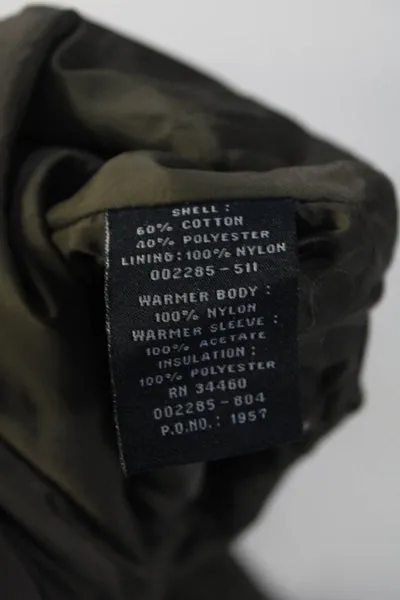 SHELL:
60% COTTON
40% POLYESTER
LINING: 100% NYLON
002285-511
WARMER BODY:
100% NYLON
WARMER SLEEVE:
100% ACETATE
INSULATION:
100% POLYESTER
RN 34460
002285-804
P.O.NO.: 1957